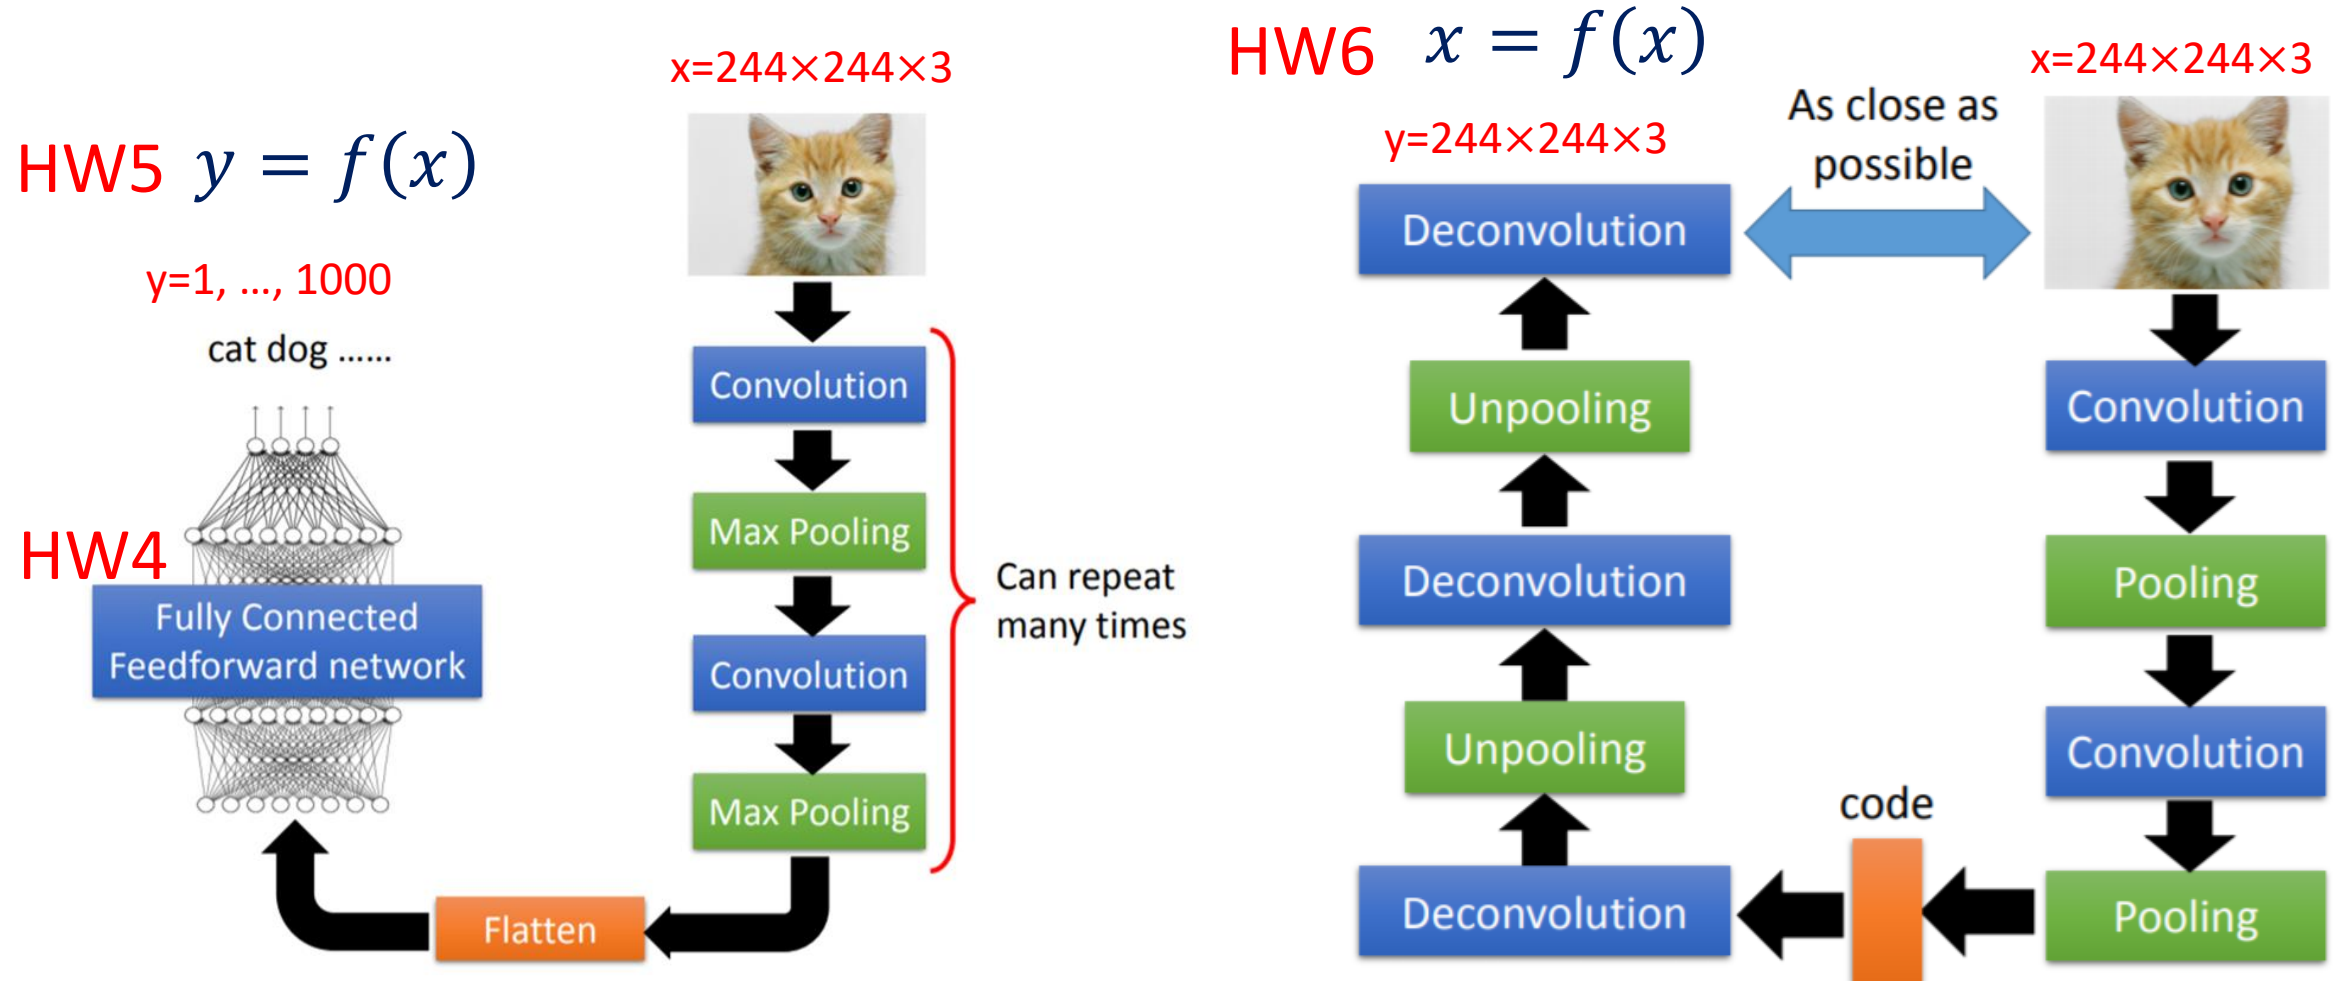 HW5 y = f(x)
x=244×244×3
y=1, ..., 1000
cat dog ......
HW4
Fully Connected
Feedforward network
Convolution
Max Pooling
Convolution
Max Pooling
Can repeat
many times
Flatten
HW6 x = f(x)
x=244×244×3
y=244×244×3
As close as
possible
Deconvolution
Unpooling
Deconvolution
Unpooling
Deconvolution
code
Convolution
Pooling
Convolution
Pooling